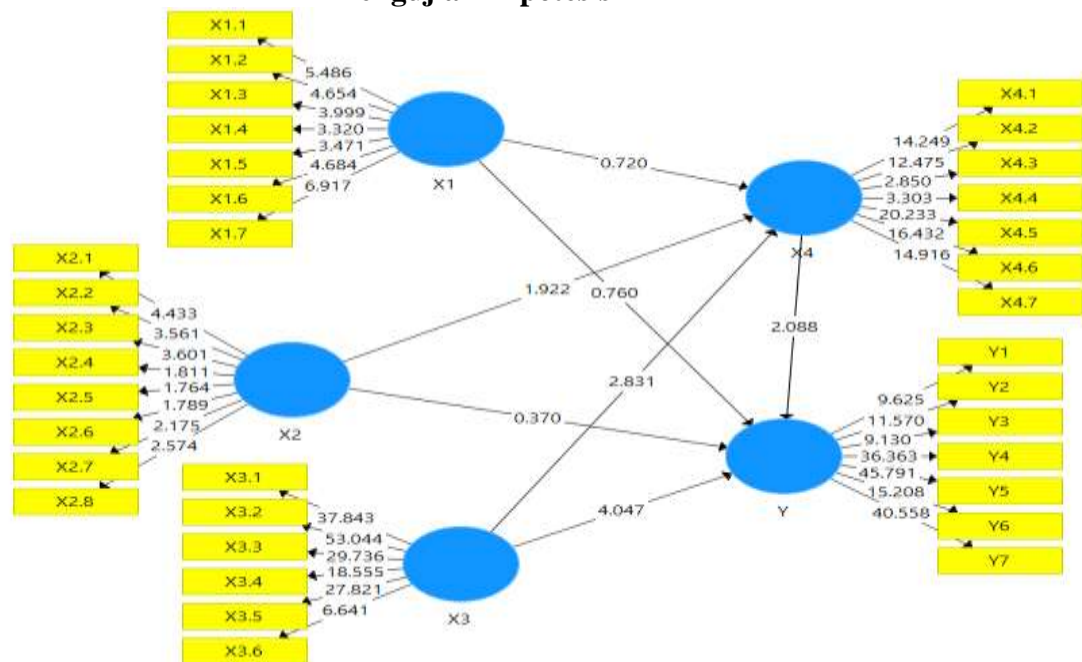 X1.1
X1.2
X1.3
X1.4
X1.5
X1.6
X1.7
5.486
4.654
3.999
3.320
3.471
4.684
6.917
X1
X2.1
X2.2
X2.3
X2.4
X2.5
X2.6
X2.7
X2.8
4.433
3.561
3.601
1.811
1.764
1.789
2.175
2.574
X2
X3.1
X3.2
X3.3
X3.4
X3.5
X3.6
37.843
53.044
29.736
18.555
27.821
6.641
X3
0.720
1.922
0.760
2.831
2.088
0.370
4.047
X4
14.249
12.475
2.850
3.303
20.233
16.432
14.916
X4.1
X4.2
X4.3
X4.4
X4.5
X4.6
X4.7
Y
9.625
11.570
9.130
36.363
45.791
15.208
40.558
Y1
Y2
Y3
Y4
Y5
Y6
Y7